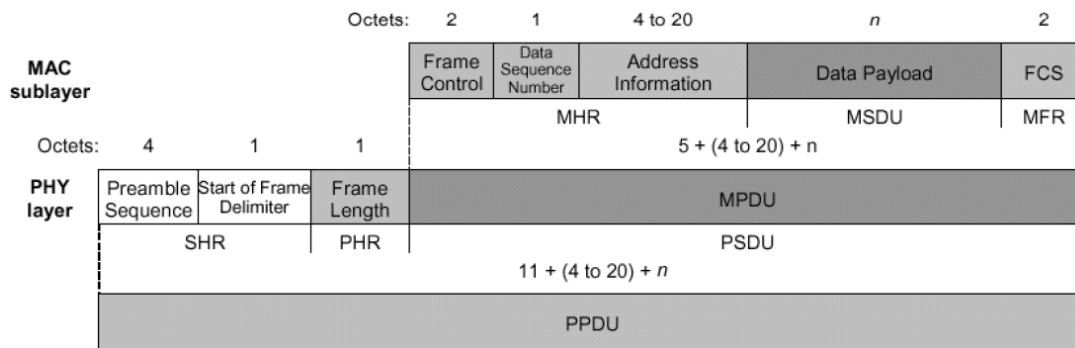 Octets: 2 1 4 to 20 n 2
MAC sublayer
Frame Control
Data Sequence Number
Address Information
Data Payload
FCS
MHR MSDU MFR
Octets: 4 1 1 5 + (4 to 20) + n
PHY layer
Preamble Sequence
Start of Frame Delimiter
Frame Length
MPDU
SHR PHR PSDU
11 + (4 to 20) + n
PPDU